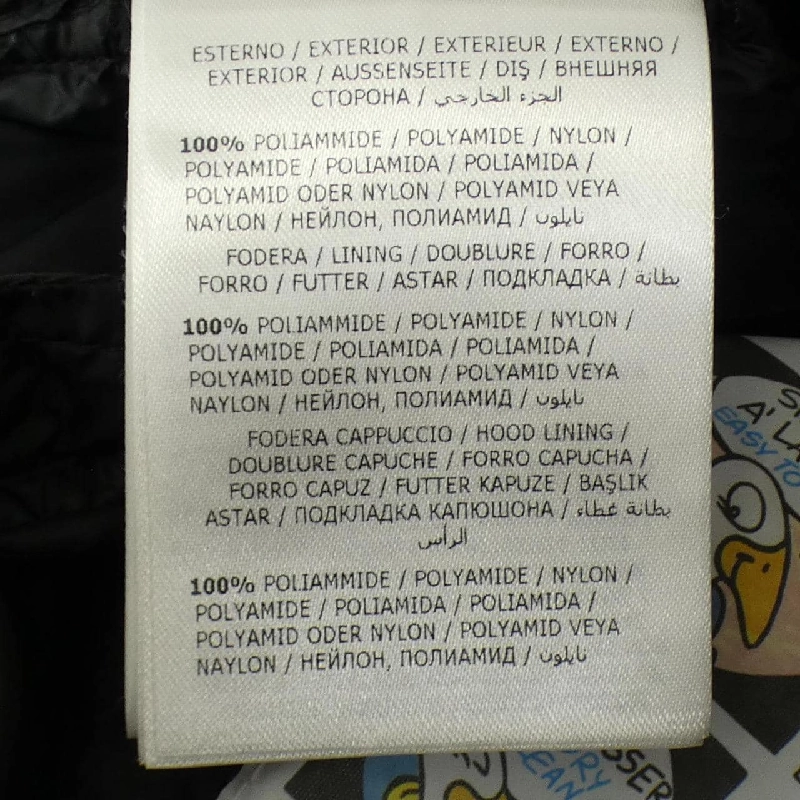 ESTERNO / EXTERIOR / EXTERIEUR / EXTERNO /
EXTERIOR / AUSSENSEITE / DIŞ / ВНЕШНЯЯ
СТОРОНА / الجزء الخارجي
100% POLIAMMIDE / POLYAMIDE / NYLON /
POLYAMIDE / POLIAMIDA / POLIAMIDA /
POLYAMID ODER NYLON / POLYAMID VEYA
NAYLON / НЕЙЛОН, ПОЛИАМИД / نايلون
FODERA / LINING / DOUBLURE / FORRO /
FORRO / FUTTER / ASTAR / ПОДКЛАДКА / بطانة
100% POLIAMMIDE / POLYAMIDE / NYLON /
POLYAMIDE / POLIAMIDA / POLIAMIDA /
POLYAMID ODER NYLON / POLYAMID VEYA
NAYLON / НЕЙЛОН, ПОЛИАМИД / نايلون
FODERA CAPPUCCIO / HOOD LINING /
DOUBLURE CAPUCHE / FORRO CAPUCHA /
FORRO CAPUZ / FUTTER KAPUZE / BAŞLIK
ASTAR / ПОДКЛАДКА КАПЮШОНА / بطانة غطاء
الرأس
100% POLIAMMIDE / POLYAMIDE / NYLON /
POLYAMIDE / POLIAMIDA / POLIAMIDA /
POLYAMID ODER NYLON / POLYAMID VEYA
NAYLON / НЕЙЛОН, ПОЛИАМИД / نايلون
A' LA
EASY TO